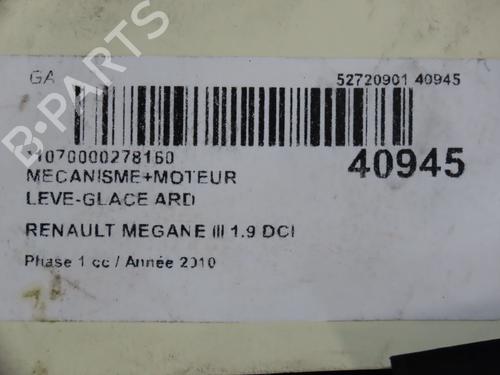 GA
52720901 40945
1070000278160
40945
MECANISME+MOTEUR
LEVE-GLACE ARD
RENAULT MEGANE III 1.9 DCI
Phase 1 cc / Année 2010
B-PARTS